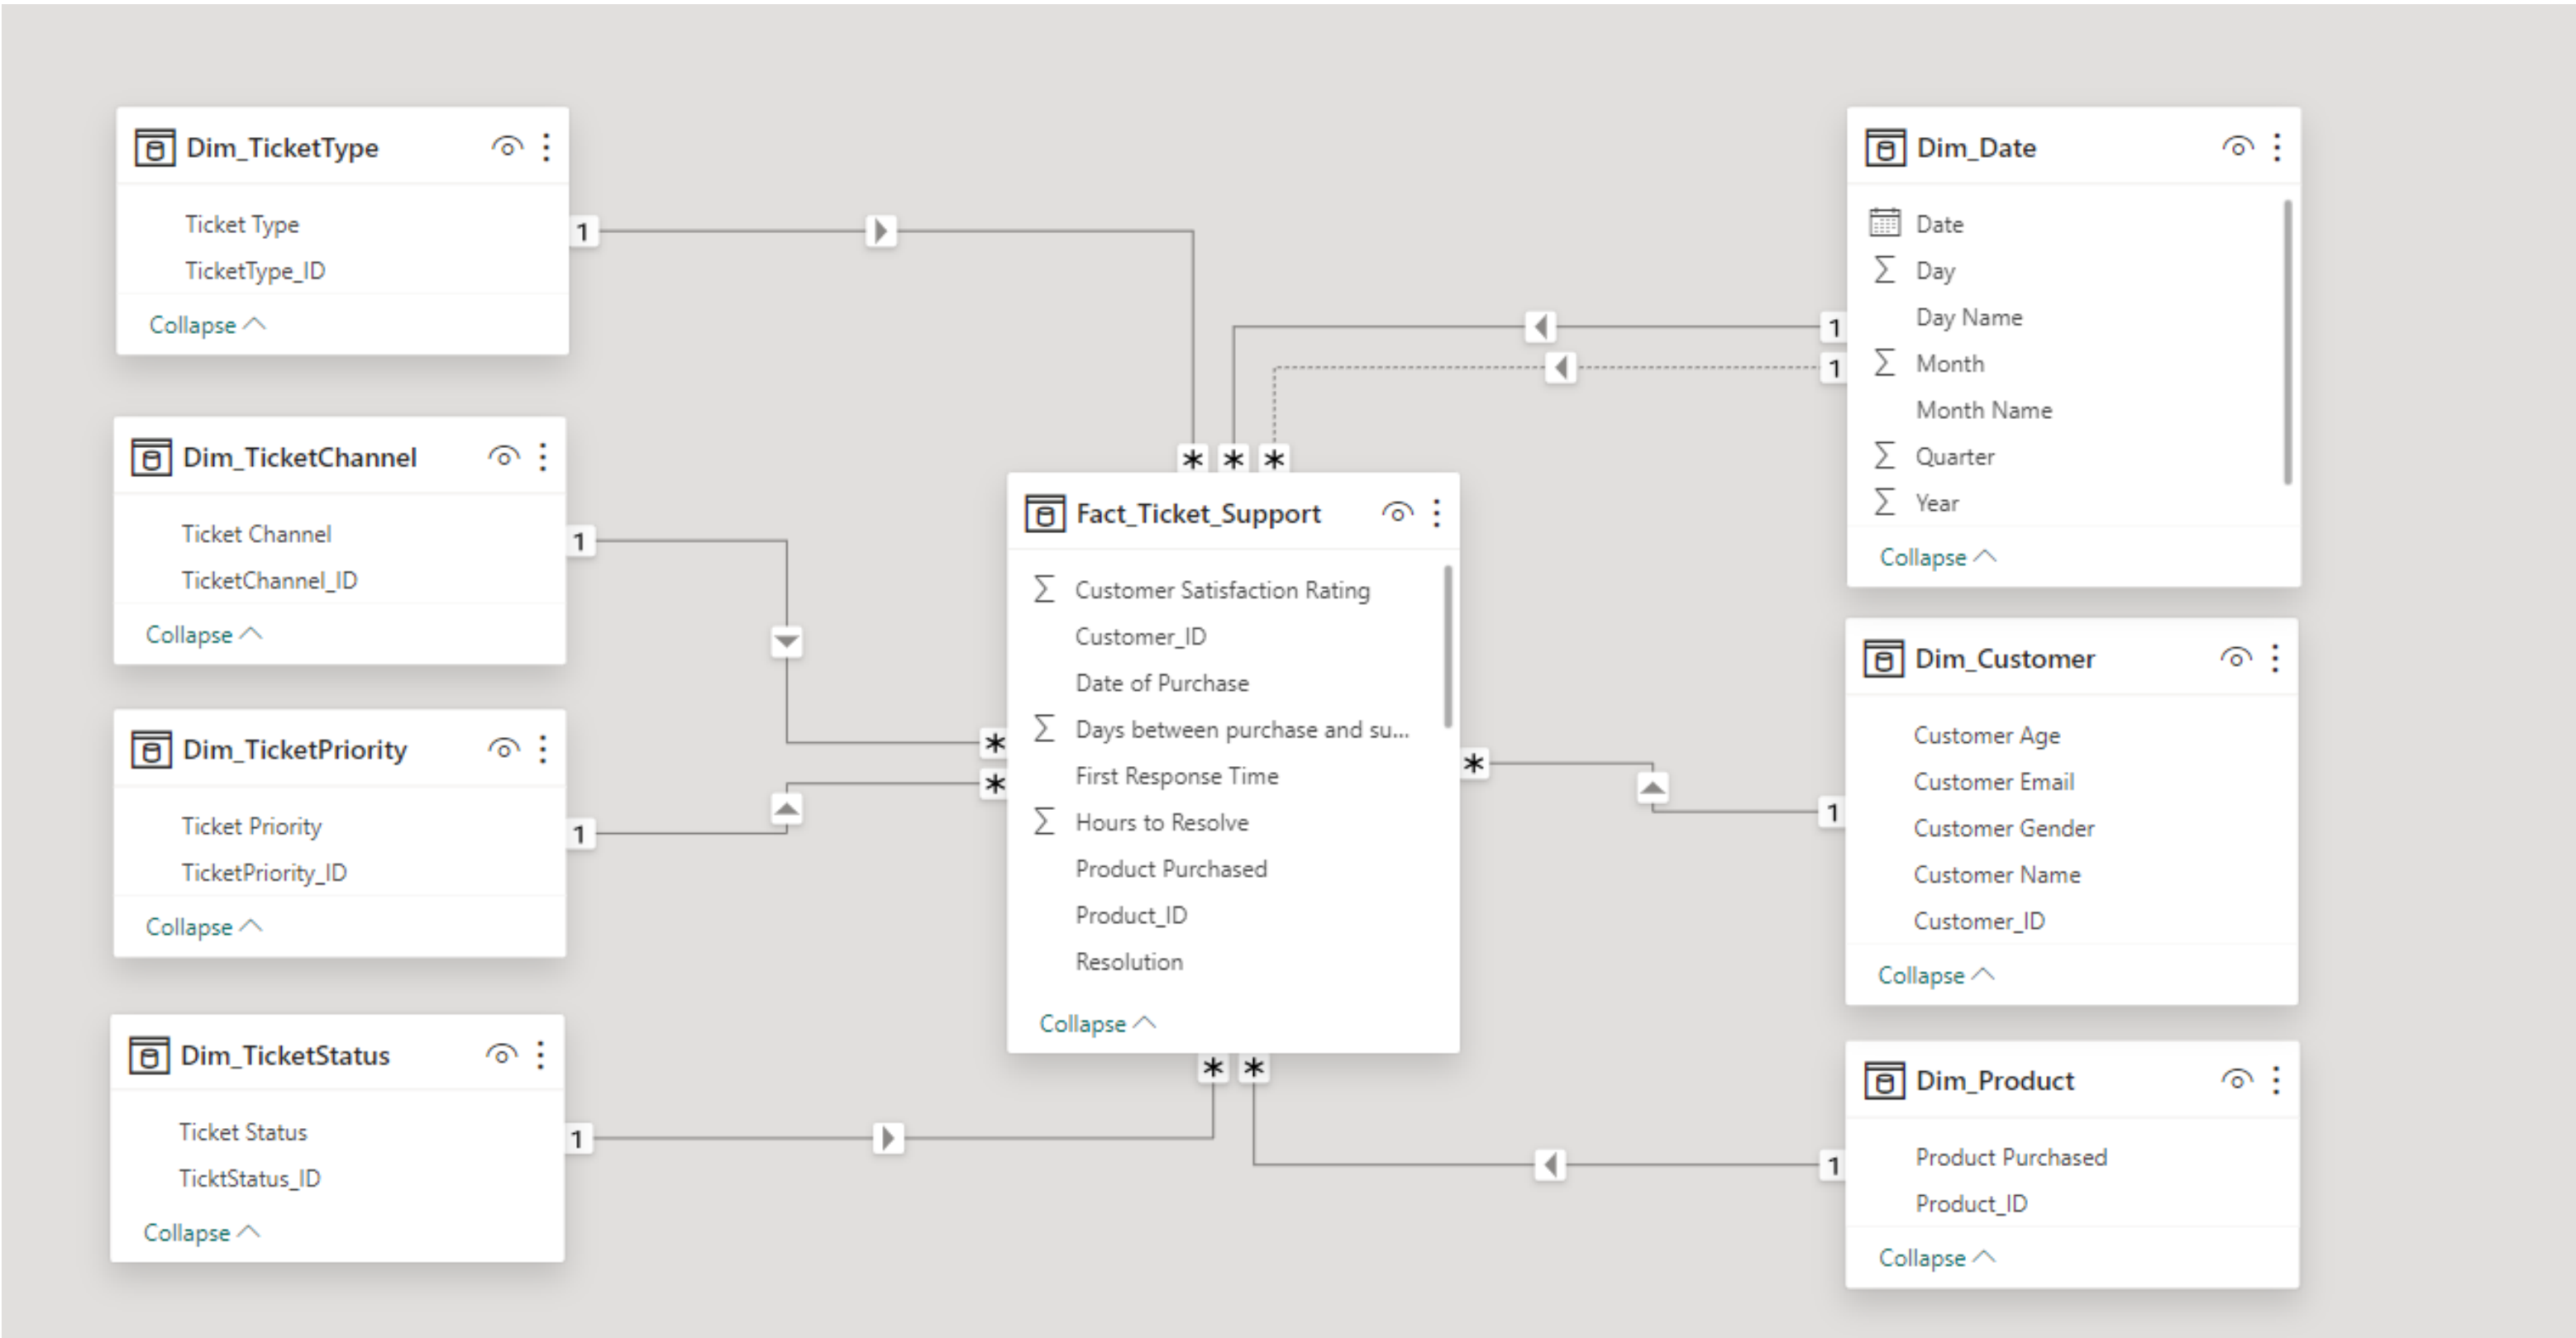 Dim_TicketType
Ticket Type
TicketType_ID
Collapse
1
Dim_TicketChannel
Ticket Channel
TicketChannel_ID
Collapse
1
Dim_TicketPriority
Ticket Priority
TicketPriority_ID
Collapse
1
Dim_TicketStatus
Ticket Status
TicktStatus_ID
Collapse
1
* * *
Fact_Ticket_Support
Customer Satisfaction Rating
Customer_ID
Date of Purchase
Days between purchase and su...
First Response Time
Hours to Resolve
Product Purchased
Product_ID
Resolution
Collapse
*
*
*
* *
Dim_Date
Date
Σ Day
Day Name
Σ Month
Month Name
Σ Quarter
Σ Year
Collapse
1
1
Dim_Customer
Customer Age
Customer Email
Customer Gender
Customer Name
Customer_ID
Collapse
1
Dim_Product
Product Purchased
Product_ID
Collapse
1